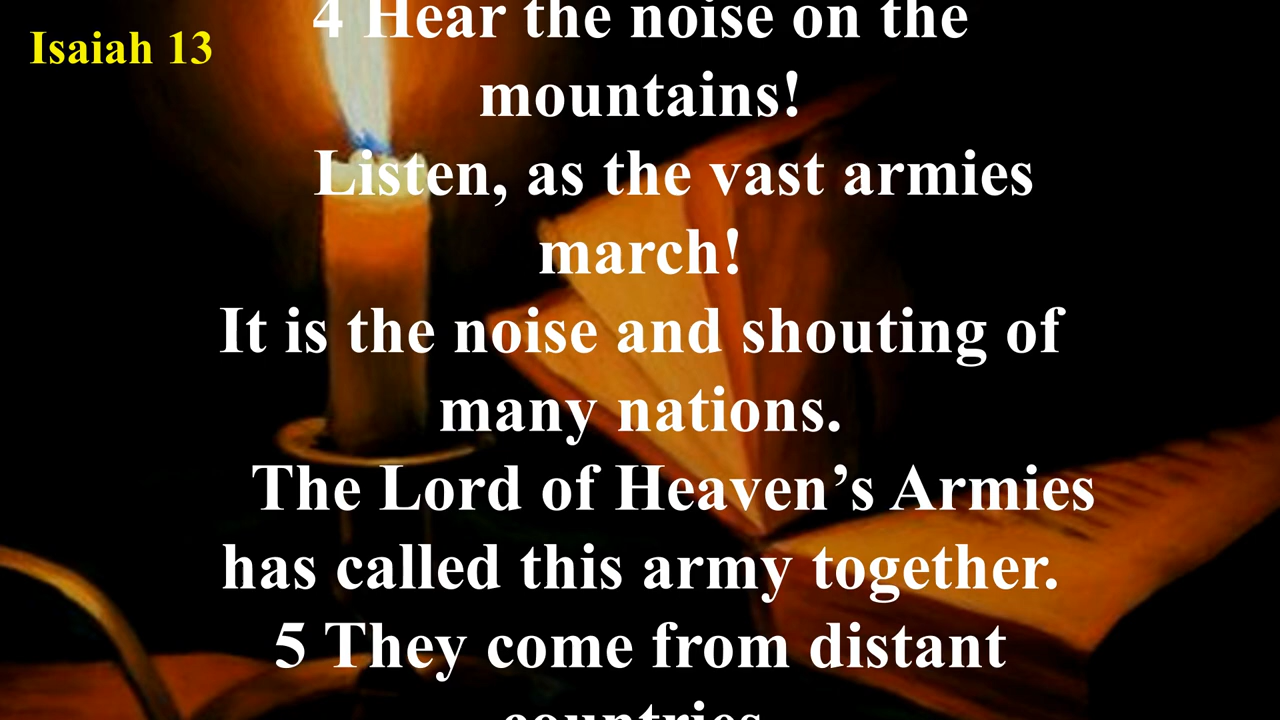 Isaiah 13
4 Hear the noise on the
mountains!
Listen, as the vast armies
march!
It is the noise and shouting of
many nations.
The Lord of Heaven’s Armies
has called this army together.
5 They come from distant
countries